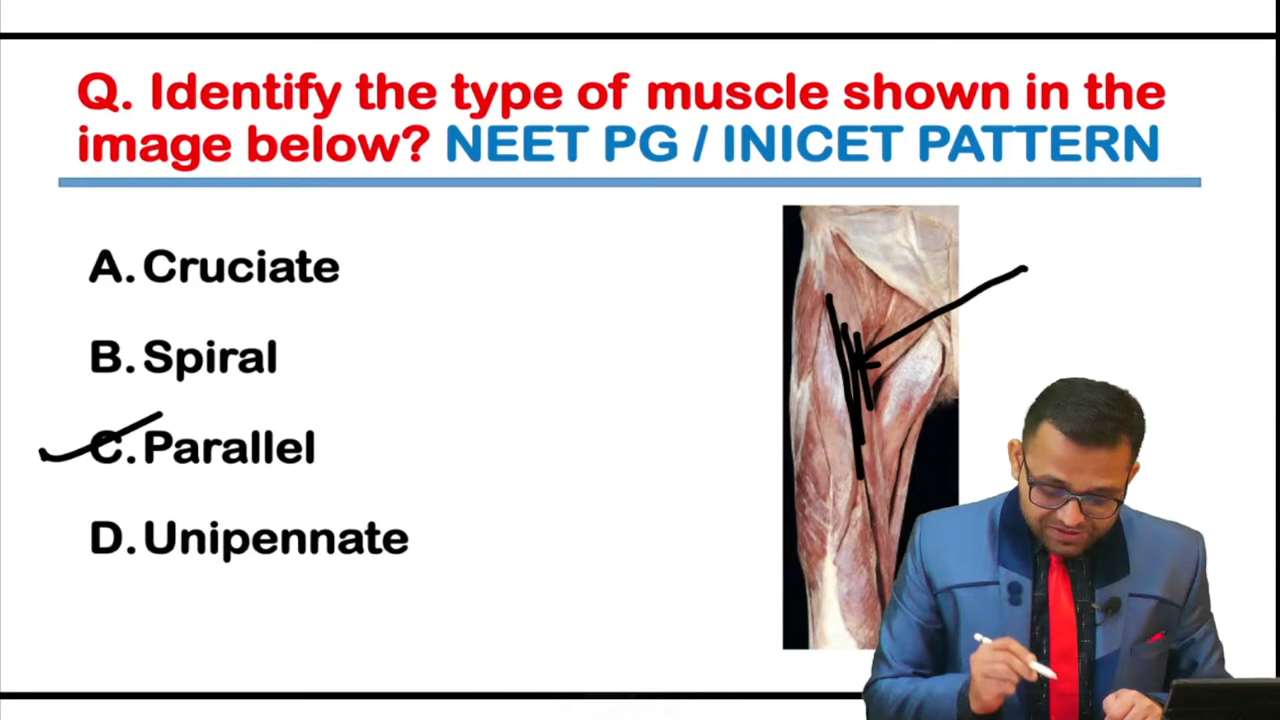 Q. Identify the type of muscle shown in the
image below? NEET PG / INICET PATTERN
A. Cruciate
B. Spiral
C. Parallel
D. Unipennate